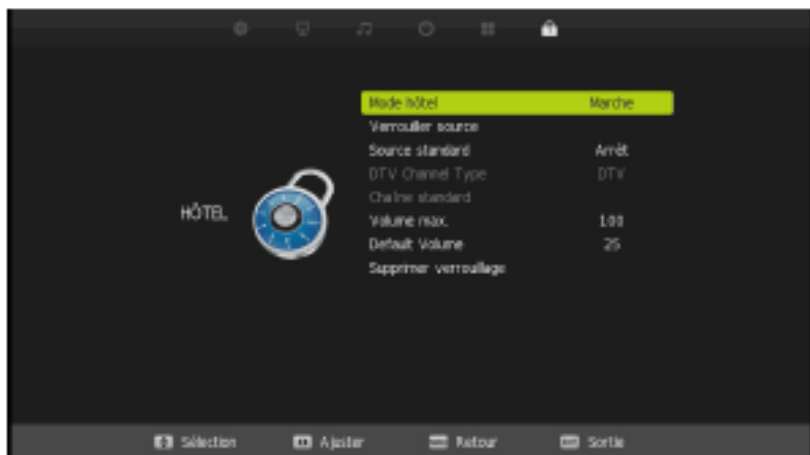 Mode hôtel Marche
Verrouiller source
Source standard Arrêt
DTV Channel Type DTV
Chaîne standard
HÔTEL
Volume max. 100
Default Volume 25
Supprimer verrouillage
Sélection Ajuster Retour Sortie